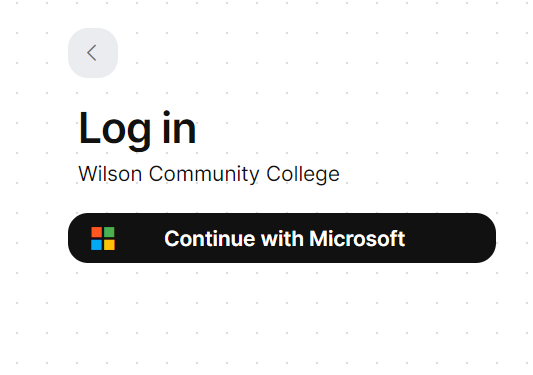 Log in
Wilson Community College
Continue with Microsoft